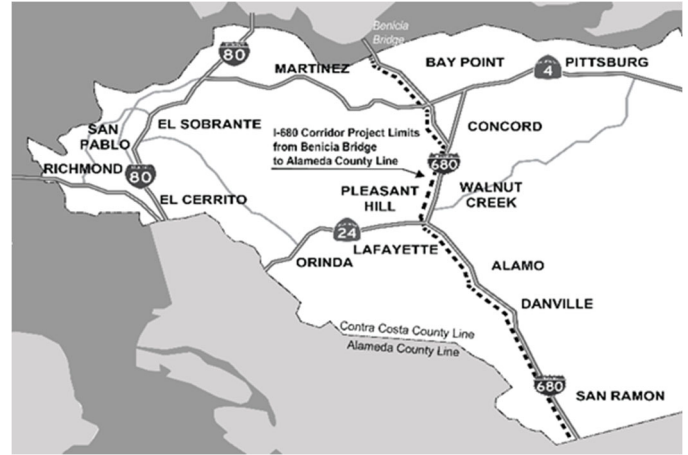 Benicia
Bridge
80
MARTINEZ
BAY POINT
4
PITTSBURG
SAN
PABLO
EL SOBRANTE
I-680 Corridor Project Limits
from Benicia Bridge
to Alameda County Line
CONCORD
680
RICHMOND
80
EL CERRITO
PLEASANT
HILL
WALNUT
CREEK
24
LAFAYETTE
ORINDA
ALAMO
DANVILLE
Contra Costa County Line
Alameda County Line
680
SAN RAMON